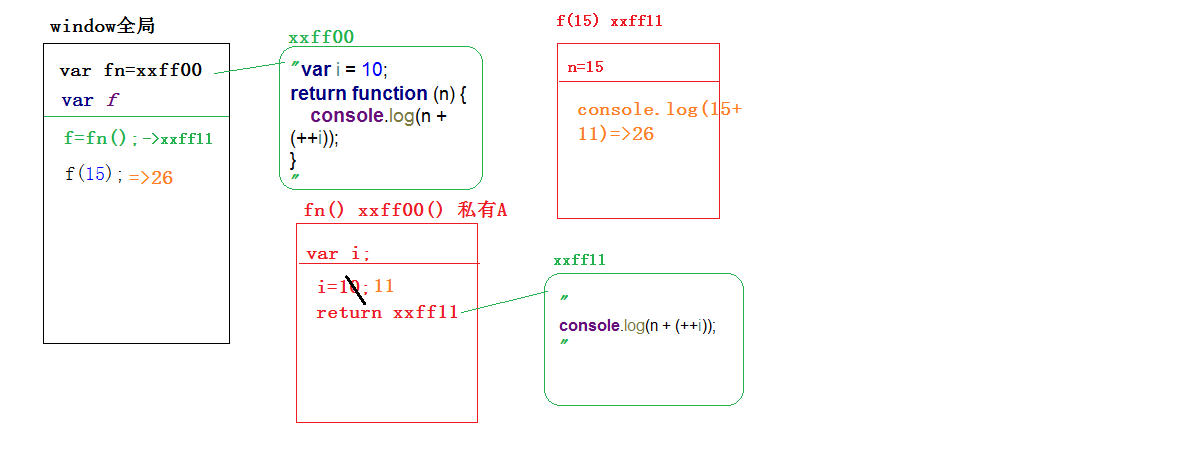 window全局
var fn=xxff00
var f
f=fn();->xxff11
f(15);=>26
xxff00
"var i = 10;
return function (n) {
console.log(n +
(++i));
}
"
fn() xxff00() 私有A
var i;
i=10;11
return xxff11
f(15) xxff11
n=15
console.log(15+
11)=>26
xxff11
"
console.log(n + (++i));
"